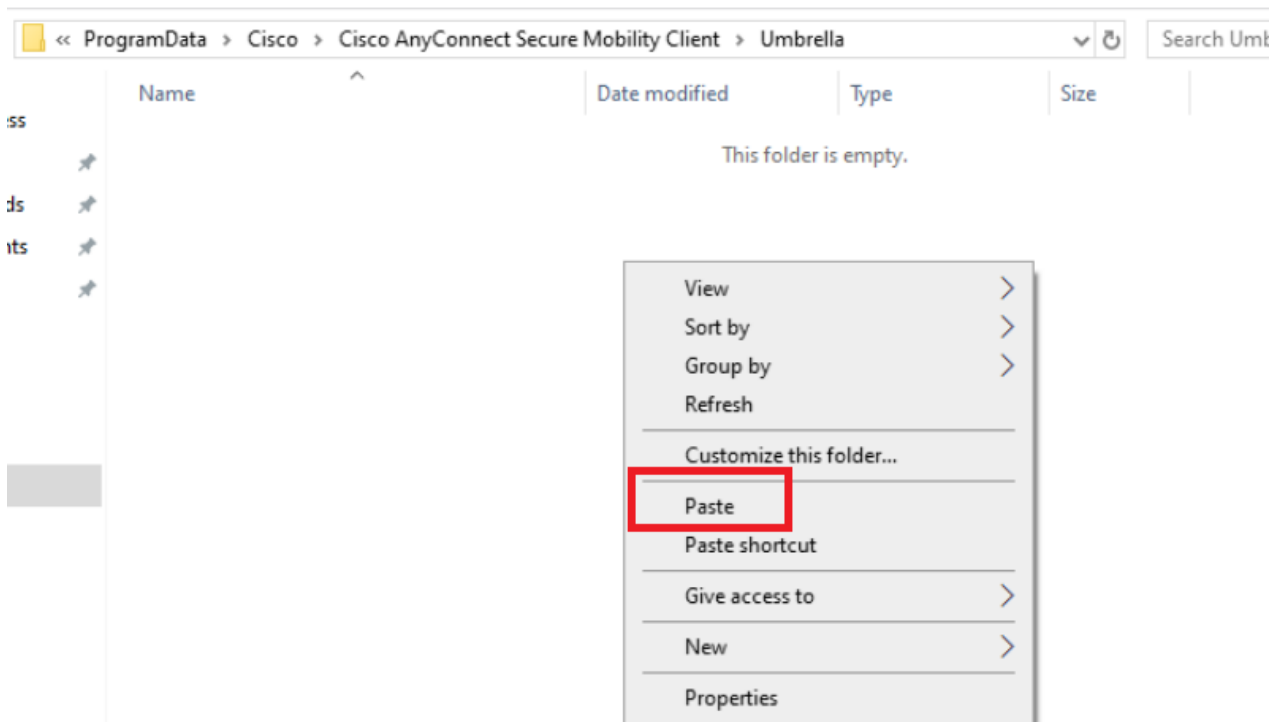 « ProgramData > Cisco > Cisco AnyConnect Secure Mobility Client > Umbrella Search Umb
Name Date modified Type Size
ess
This folder is empty.
ds
nts
View
Sort by
Group by
Refresh
Customize this folder...
Paste
Paste shortcut
Give access to
New
Properties